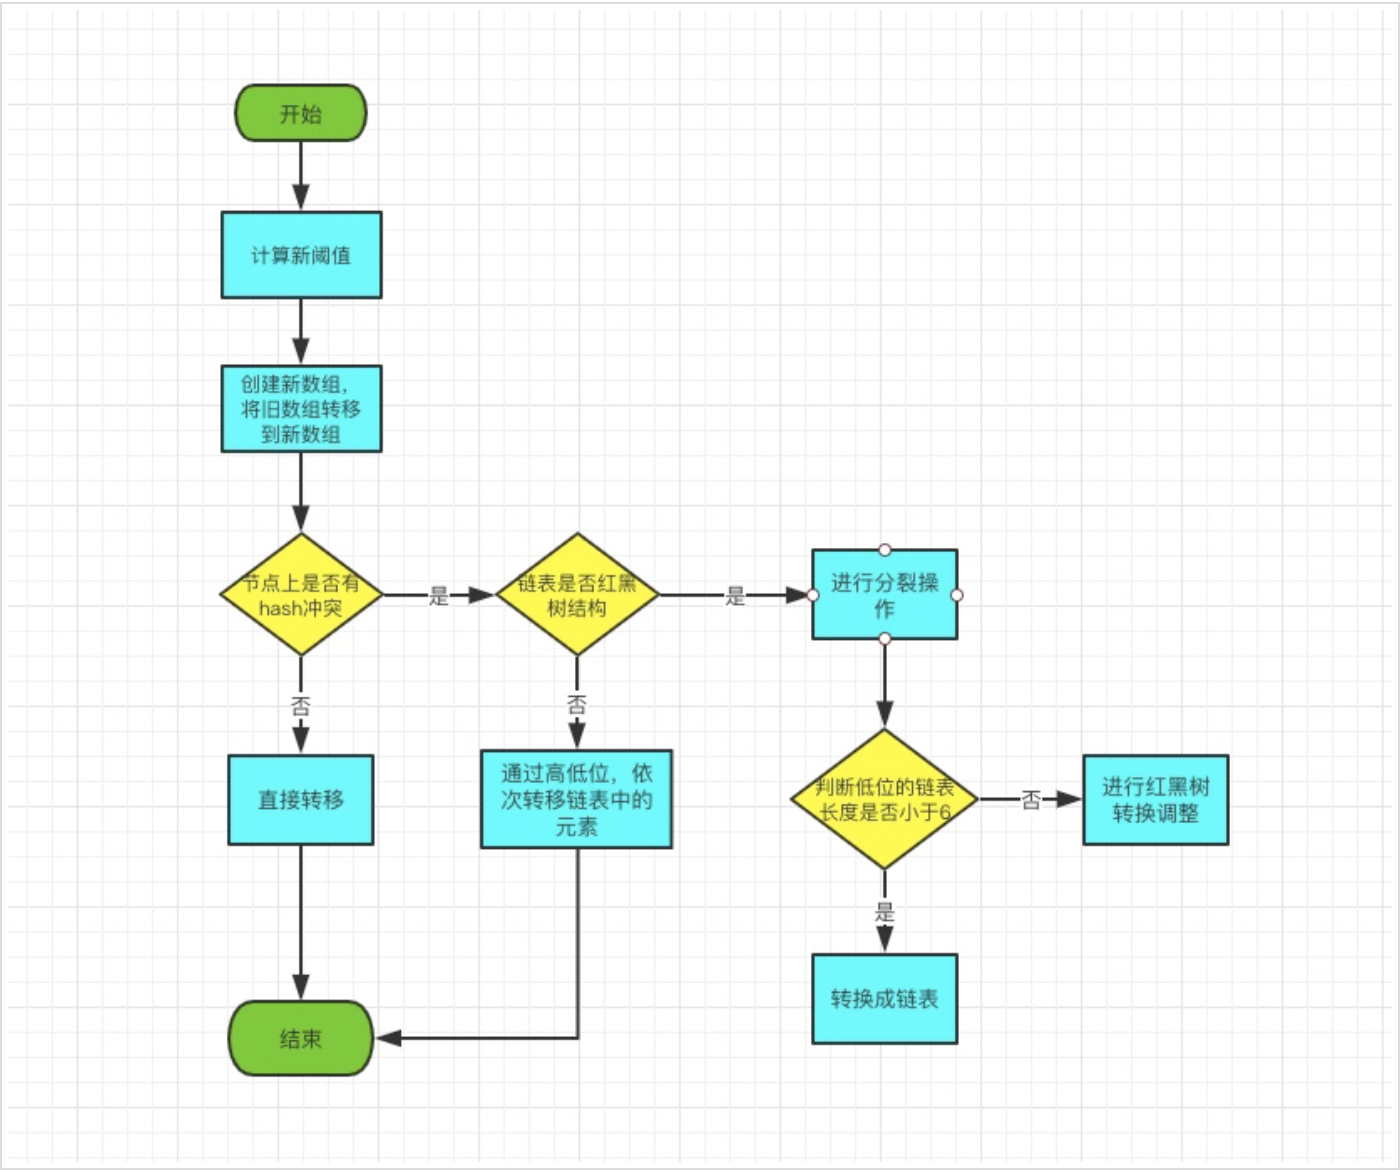 开始
计算新阈值
创建新数组，
将旧数组转移
到新数组
节点上是否有
hash冲突
是
链表是否红黑
树结构
是
进行分裂操
作
否
否
直接转移
通过高低位，依
次转移链表中的
元素
判断低位的链表
长度是否小于6
否
进行红黑树
转换调整
是
转换成链表
结束